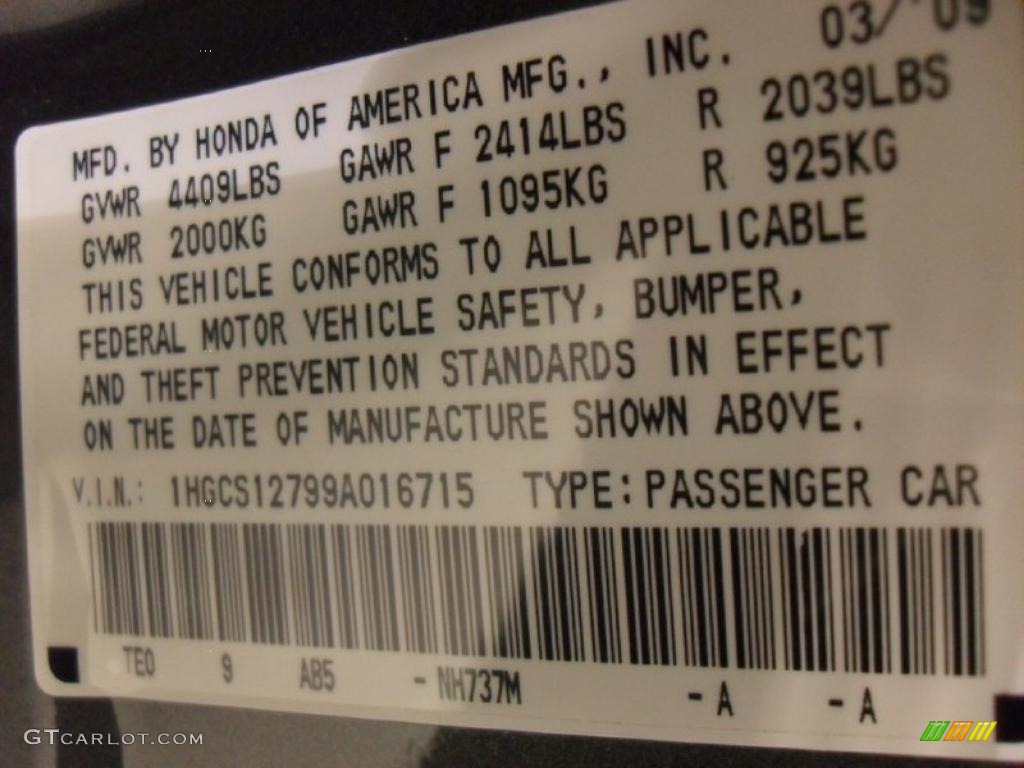 03/ 09
MFD. BY HONDA OF AMERICA MFG., INC.
GVWR 4409LBS GAWR F 2414LBS R 2039LBS
GVWR 2000KG GAWR F 1095KG R 925KG
THIS VEHICLE CONFORMS TO ALL APPLICABLE
FEDERAL MOTOR VEHICLE SAFETY, BUMPER,
AND THEFT PREVENTION STANDARDS IN EFFECT
ON THE DATE OF MANUFACTURE SHOWN ABOVE.
V.I.N.: 1HGCS12799A016715 TYPE:PASSENGER CAR
TE0 9 AB5 -NH737M -A -A
GTCARLOT.COM